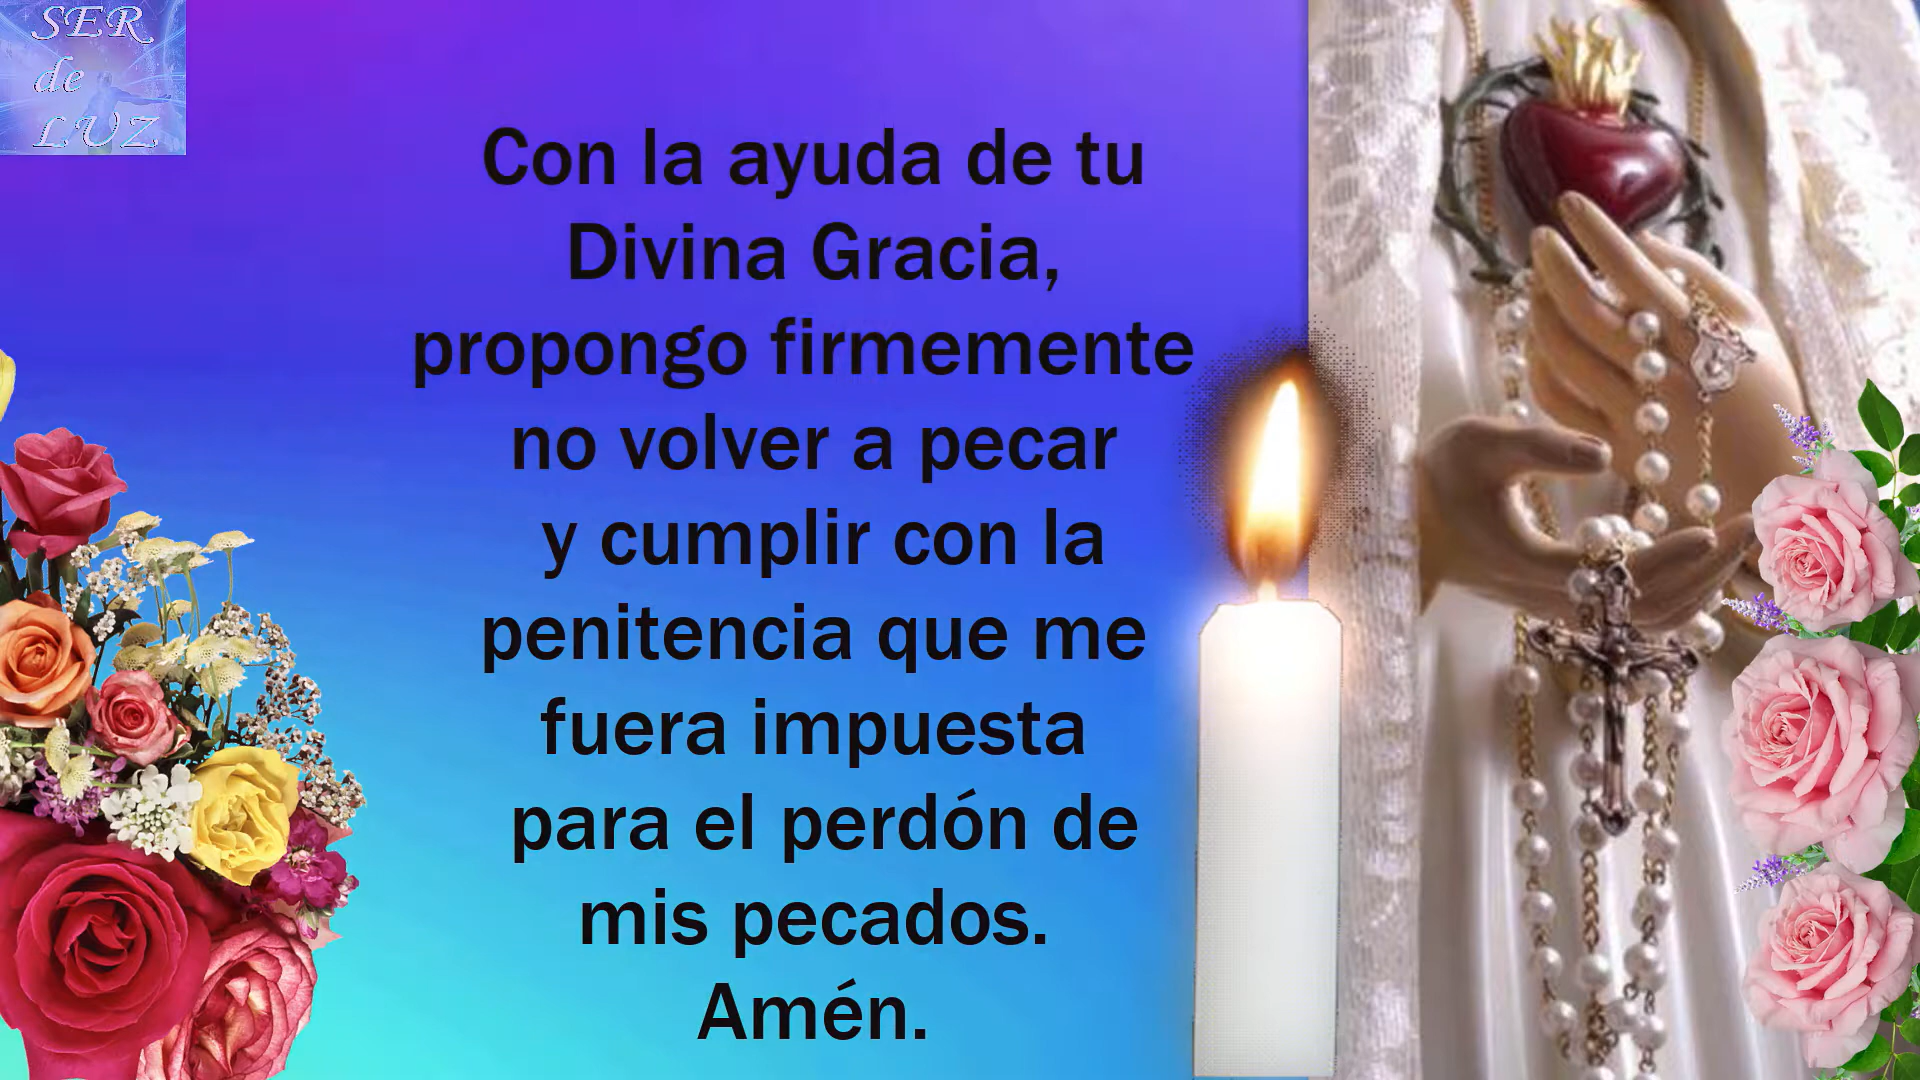 SER
de
LUZ
Con la ayuda de tu
Divina Gracia,
propongo firmemente
no volver a pecar
y cumplir con la
penitencia que me
fuera impuesta
para el perdón de
mis pecados.
Amén.